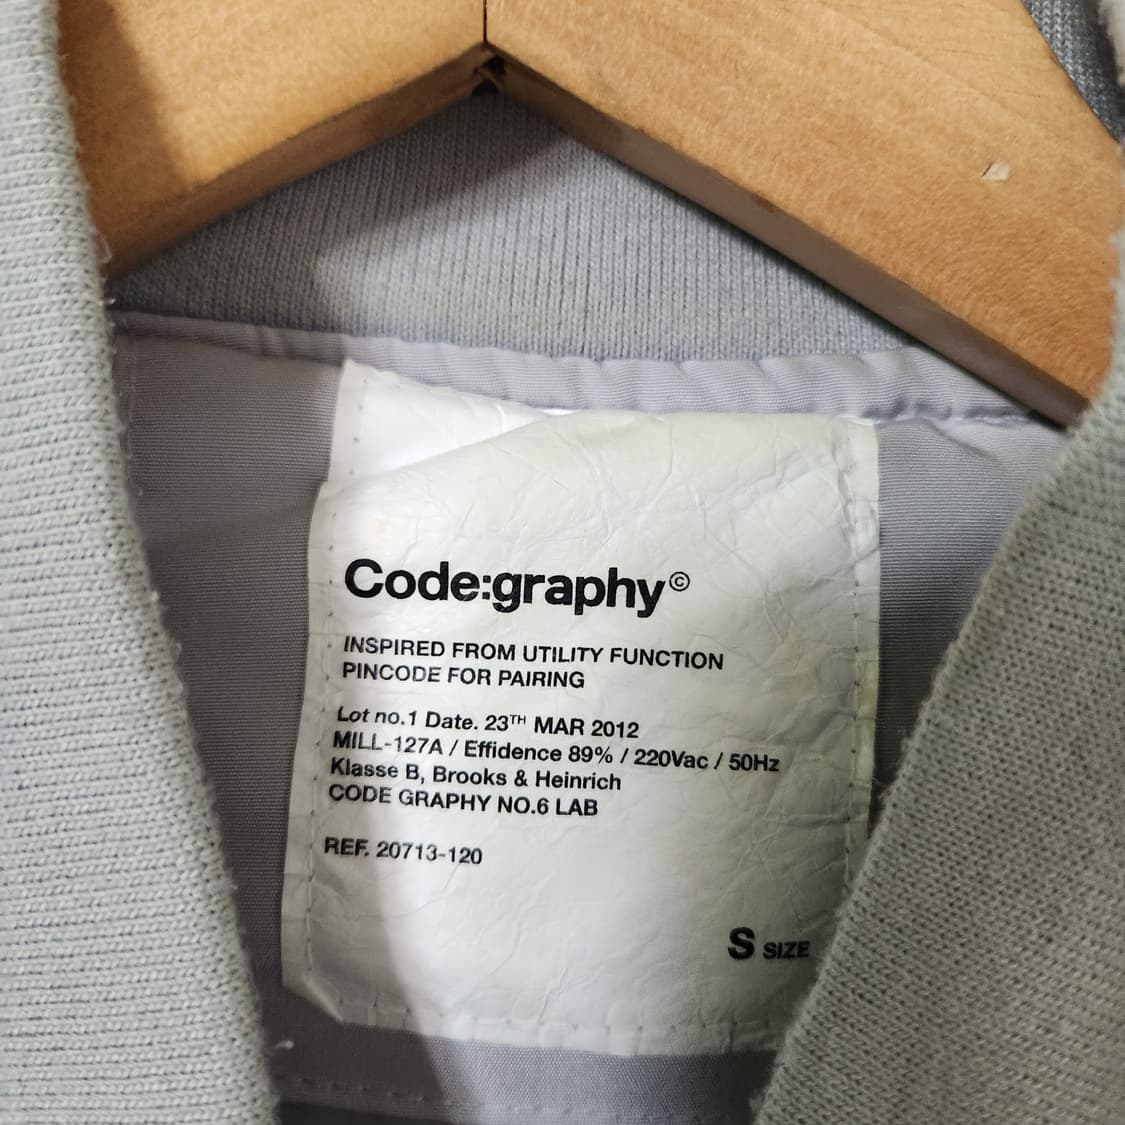 Code:graphy©
INSPIRED FROM UTILITY FUNCTION
PINCODE FOR PAIRING
Lot no.1 Date. 23TH MAR 2012
MILL-127A / Effidence 89% / 220Vac / 50Hz
Klasse B, Brooks & Heinrich
CODE GRAPHY NO.6 LAB
REF. 20713-120
S SIZE